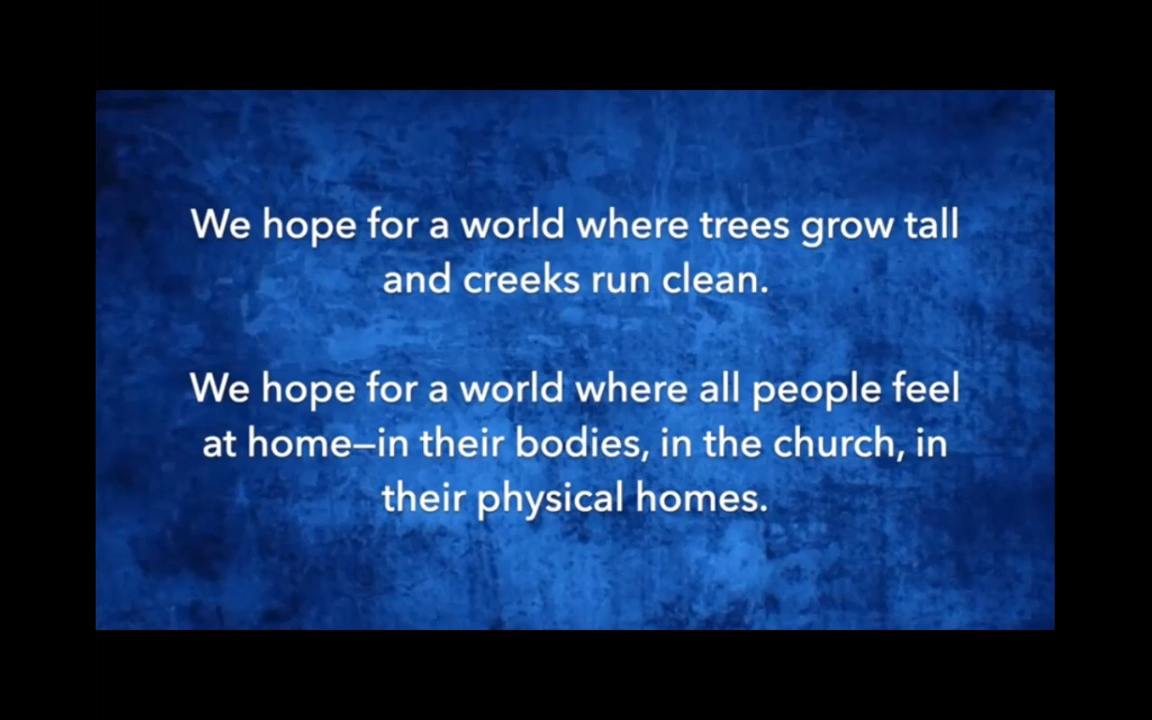 We hope for a world where trees grow tall
and creeks run clean.
We hope for a world where all people feel
at home—in their bodies, in the church, in
their physical homes.